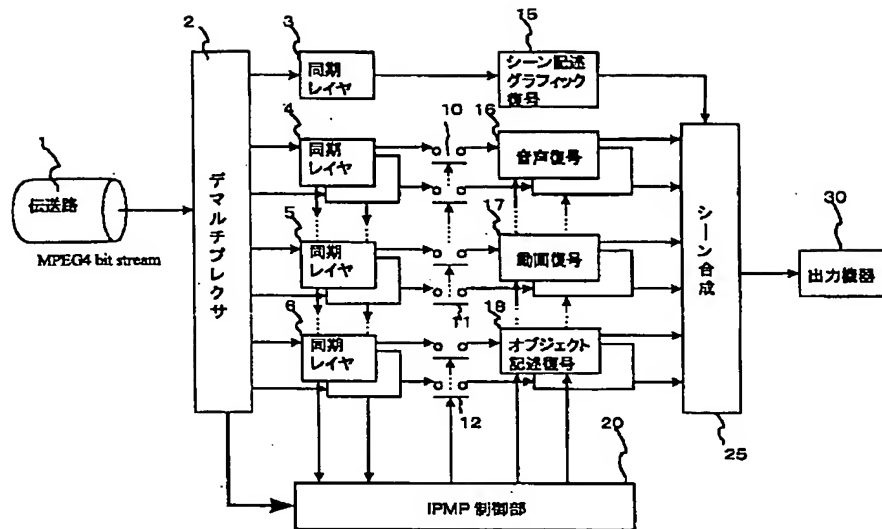 2
3
15
同期
レイヤ
シーン記述
グラフィック
復号
4
10
16
同期
レイヤ
音声復号
1
伝送路
MPEG4 bit stream
デマルチプレクサ
5
17
同期
レイヤ
動画復号
11
シーン合成
30
出力機器
6
18
同期
レイヤ
オブジェクト
記述復号
12
20
25
IPMP 制御部